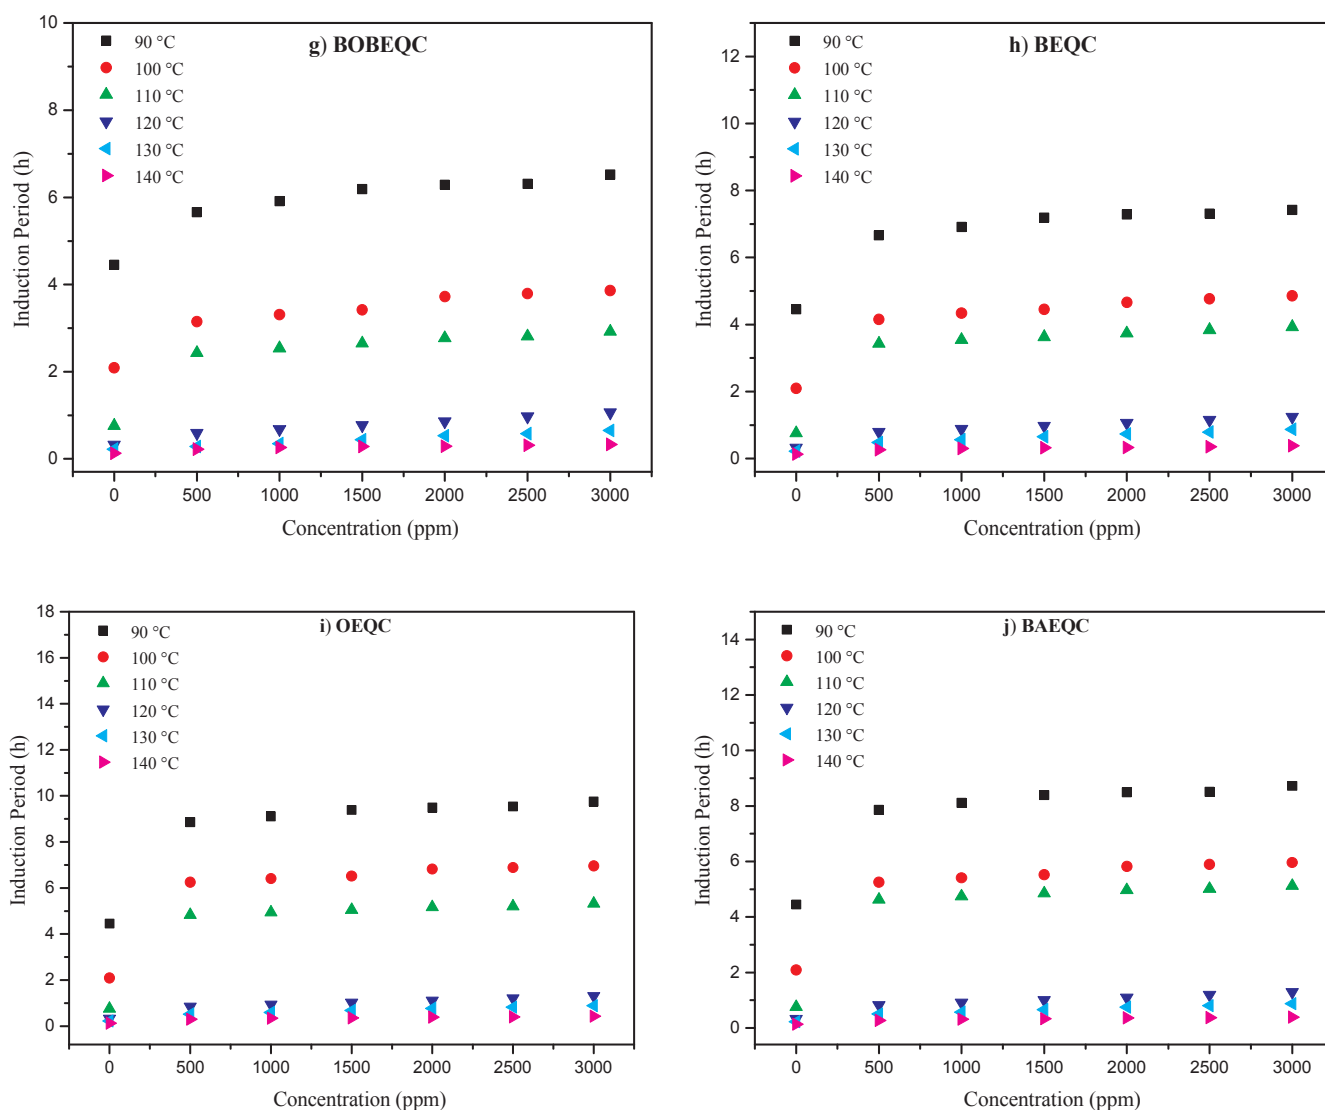 g) BOBEQC
90 °C
100 °C
110 °C
120 °C
130 °C
140 °C
10
8
6
4
2
0
Induction Period (h)
0 500 1000 1500 2000 2500 3000
Concentration (ppm)
h) BEQC
90 °C
100 °C
110 °C
120 °C
130 °C
140 °C
12
10
8
6
4
2
0
Induction Period (h)
0 500 1000 1500 2000 2500 3000
Concentration (ppm)
i) OEQC
90 °C
100 °C
110 °C
120 °C
130 °C
140 °C
18
16
14
12
10
8
6
4
2
0
Induction Period (h)
0 500 1000 1500 2000 2500 3000
Concentration (ppm)
j) BAEQC
90 °C
100 °C
110 °C
120 °C
130 °C
140 °C
14
12
10
8
6
4
2
0
Induction Period (h)
0 500 1000 1500 2000 2500 3000
Concentration (ppm)